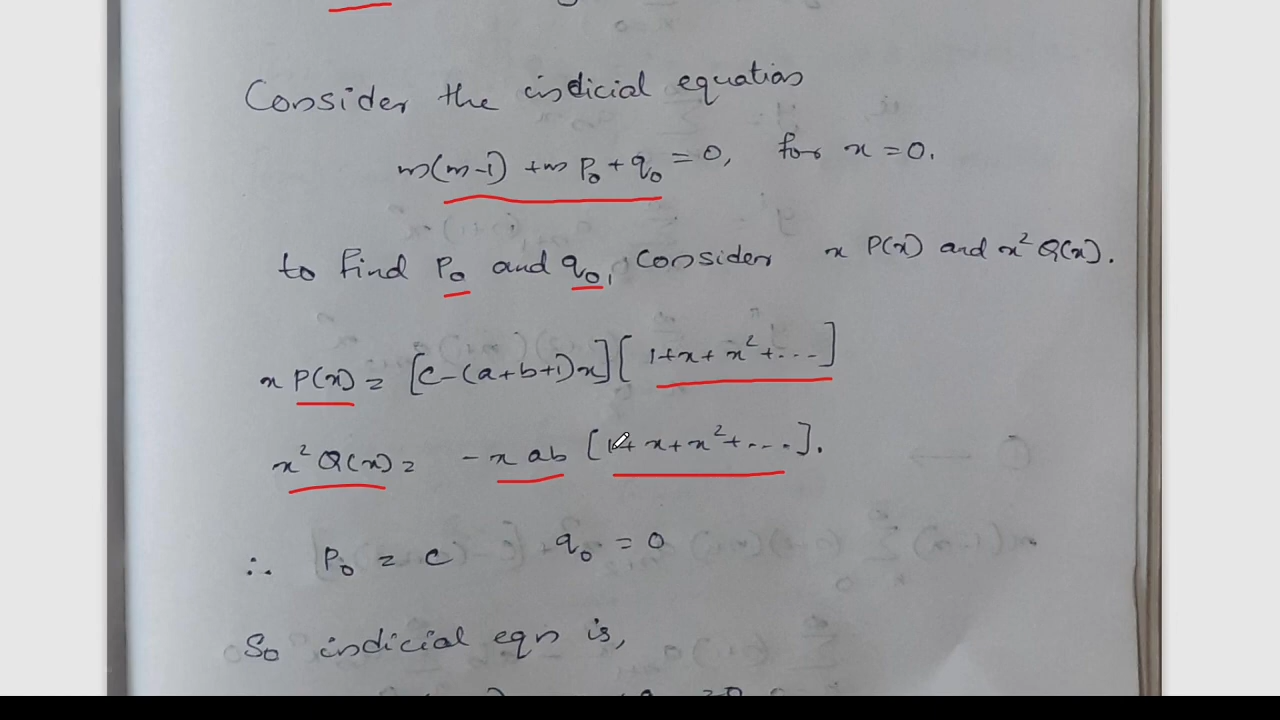 Consider the indicial equation
m(m-1) + m P₀ + q₀ = 0, for x = 0.
to find P₀ and q₀, consider x P(x) and x² Q(x).
x P(x) = [c - (a+b+1)x] [1 + x + x² + ...]
x² Q(x) = - x ab [1 + x + x² + ....].
∴ P₀ = c q₀ = 0
So indicial eqn is,